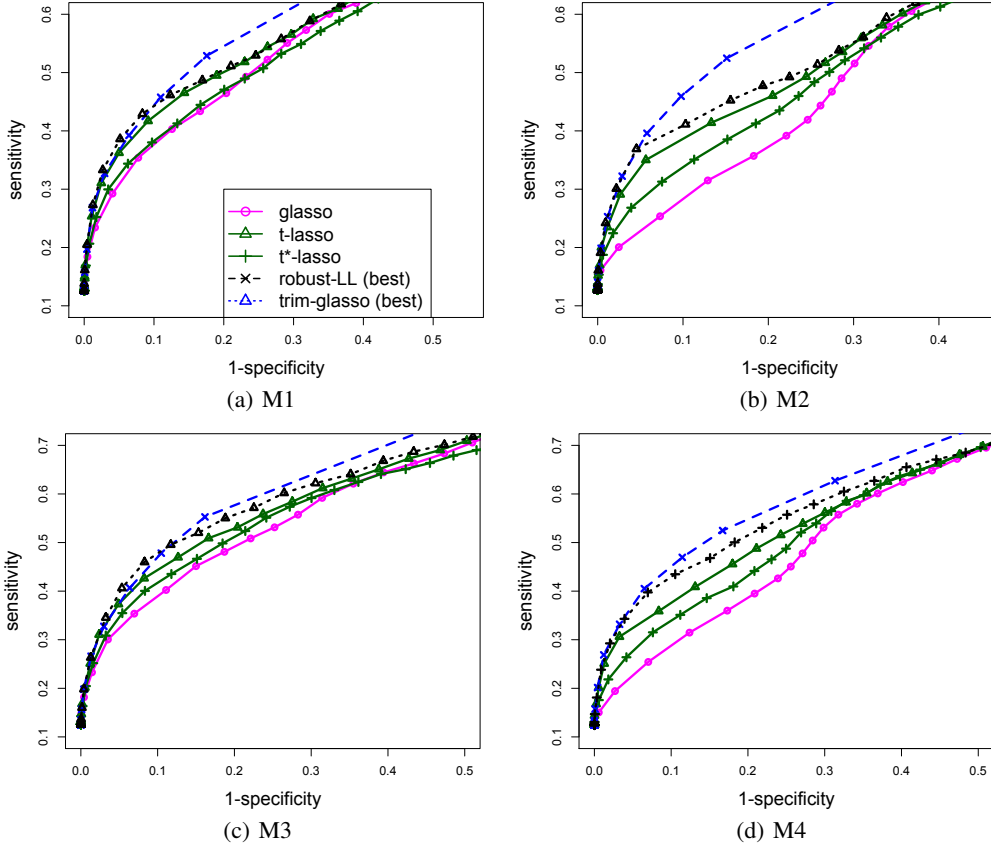 sensitivity
0.1 0.2 0.3 0.4 0.5 0.6
glasso
t-lasso
t*-lasso
robust-LL (best)
trim-glasso (best)
0.0 0.1 0.2 0.3 0.4 0.5
1-specificity
(a) M1
sensitivity
0.1 0.2 0.3 0.4 0.5 0.6
0.0 0.1 0.2 0.3 0.4
1-specificity
(b) M2
sensitivity
0.1 0.2 0.3 0.4 0.5 0.6 0.7
0.0 0.1 0.2 0.3 0.4 0.5
1-specificity
(c) M3
sensitivity
0.1 0.2 0.3 0.4 0.5 0.6 0.7
0.0 0.1 0.2 0.3 0.4 0.5
1-specificity
(d) M4